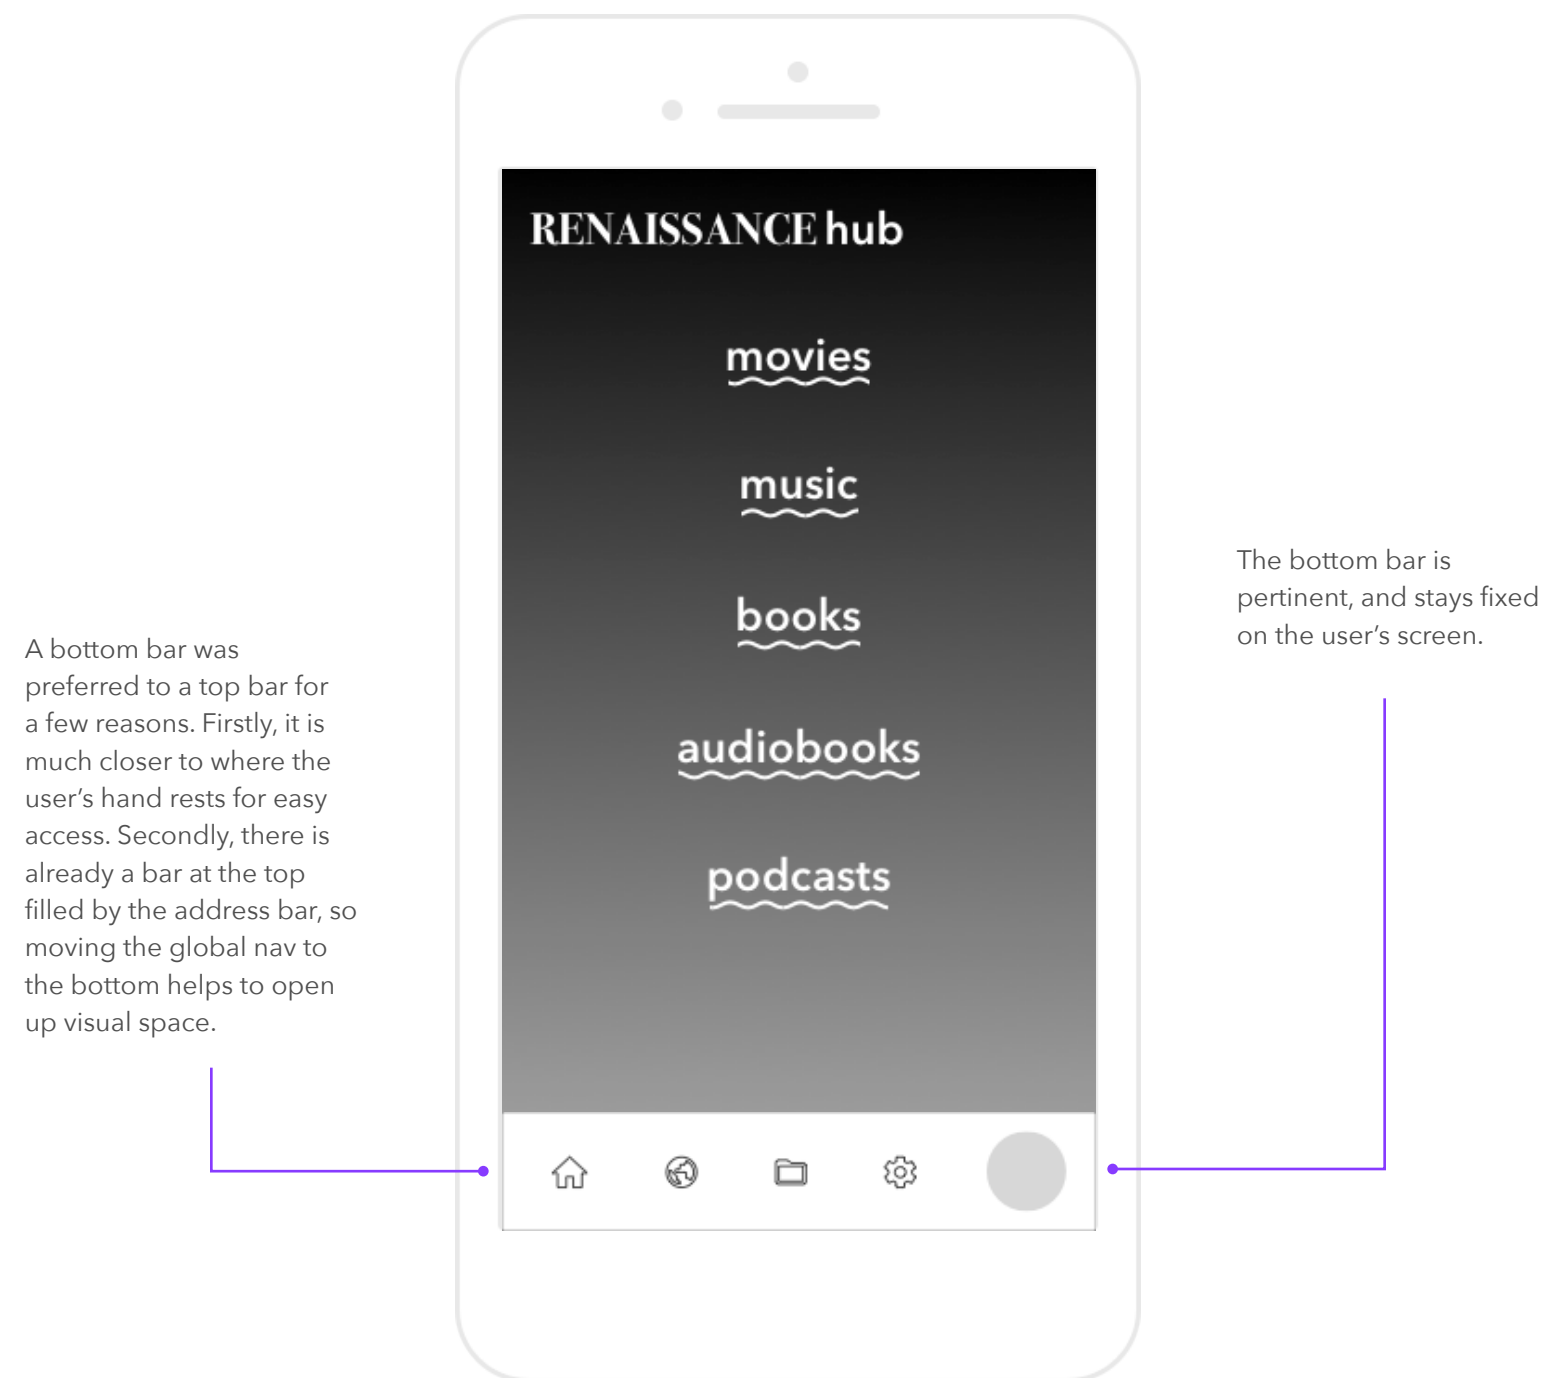 RENAISSANCE hub
movies
music
books
audiobooks
podcasts
A bottom bar was
preferred to a top bar for
a few reasons. Firstly, it is
much closer to where the
user’s hand rests for easy
access. Secondly, there is
already a bar at the top
filled by the address bar, so
moving the global nav to
the bottom helps to open
up visual space.
The bottom bar is
pertinent, and stays fixed
on the user’s screen.